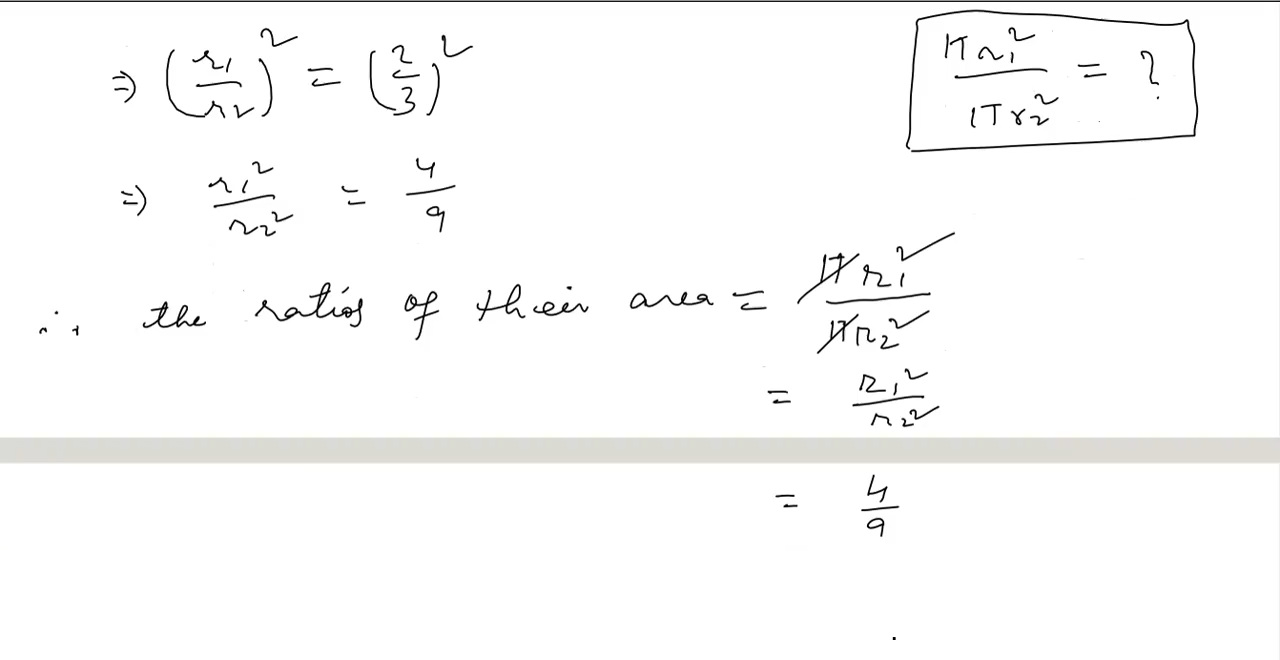 ⇒ (r₁/r₂)² = (2/3)²
πr₁²/πr₂² = ?
⇒ r₁²/r₂² = 4/9
∴ the ratios of their area = πr₁²/πr₂²
= r₁²/r₂²
= 4/9